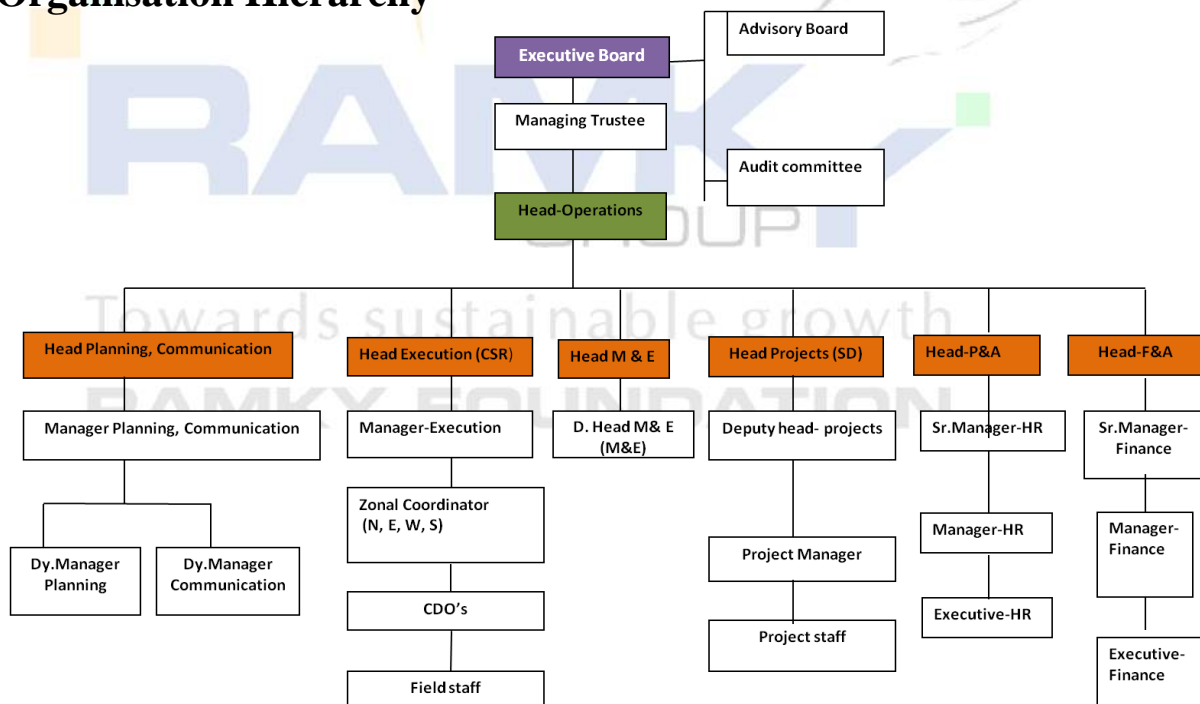 Organisation Hierarchy
Advisory Board
Executive Board
Managing Trustee
Audit committee
Head-Operations
RAMKY
GROUP
Towards sustainable growth
RAMKY FOUNDATION
Head Planning, Communication
Head Execution (CSR)
Head M & E
Head Projects (SD)
Head-P&A
Head-F&A
Manager Planning, Communication
Manager-Execution
D. Head M& E
(M&E)
Deputy head- projects
Sr.Manager-HR
Sr.Manager-
Finance
Zonal Coordinator
(N, E, W, S)
Manager-HR
Manager-
Finance
Dy.Manager
Planning
Dy.Manager
Communication
Project Manager
CDO’s
Executive-HR
Project staff
Executive-
Finance
Field staff